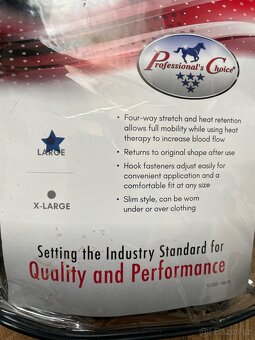 Professional's Choice®
• Four-way stretch and heat retention
allows full mobility while using heat
therapy to increase blood flow
• Returns to original shape after use
• Hook fasteners adjust easily for
convenient application and a
comfortable fit at any size
• Slim style, can be worn
under or over clothing
LARGE
X-LARGE
Setting the Industry Standard for
Quality and Performance